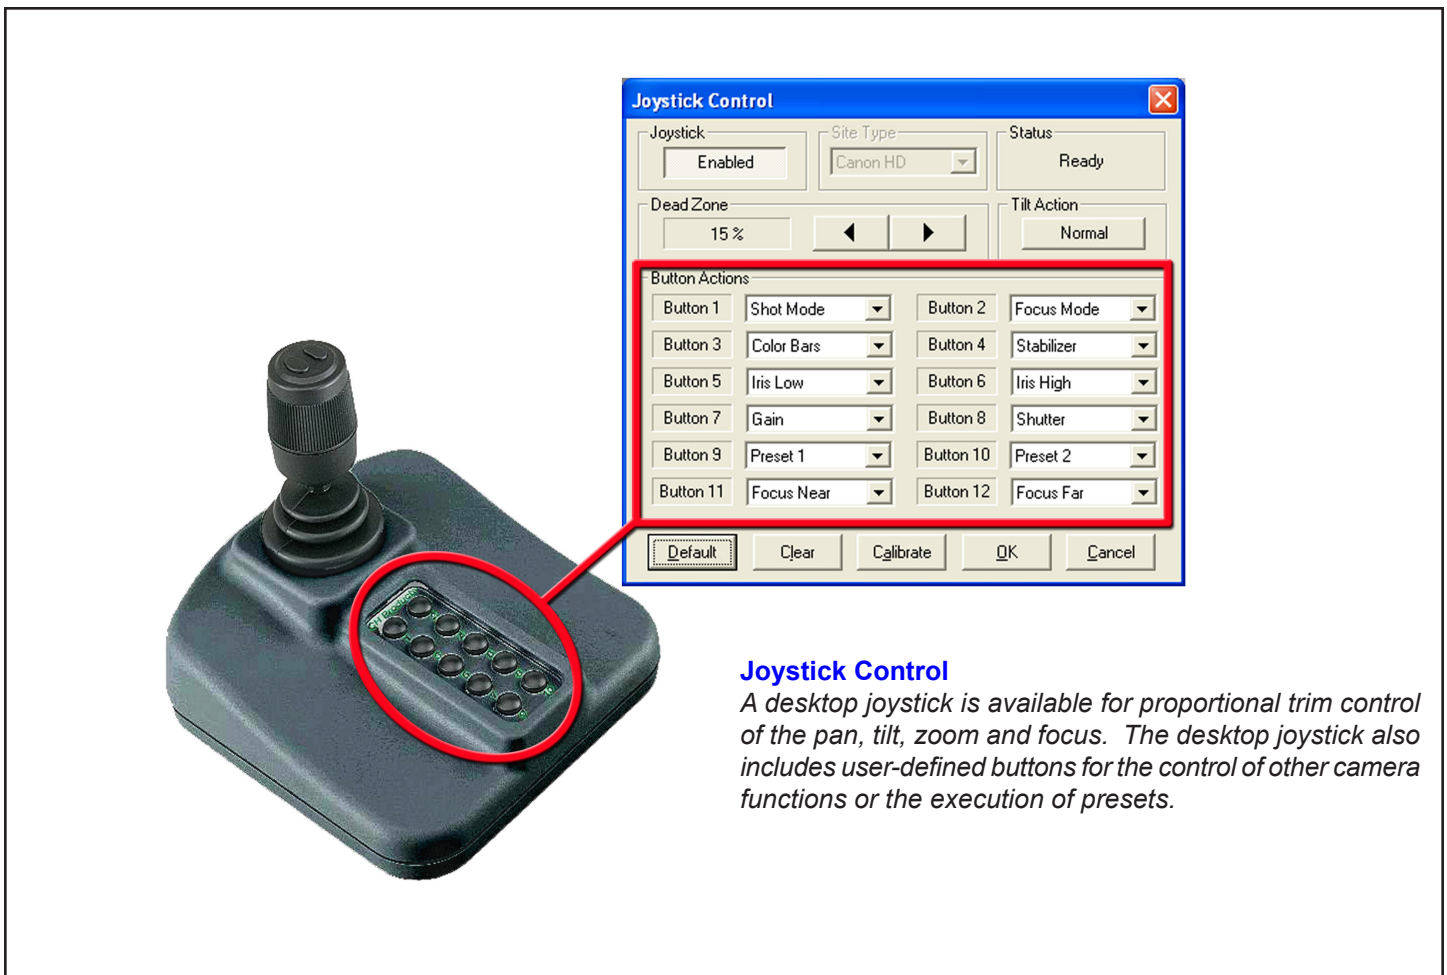 Joystick Control
Joystick
Site Type
Status
Enabled
Canon HD
Ready
Dead Zone
Tilt Action
15 %
Normal
Button Actions
Button 1 Shot Mode Button 2 Focus Mode
Button 3 Color Bars Button 4 Stabilizer
Button 5 Iris Low Button 6 Iris High
Button 7 Gain Button 8 Shutter
Button 9 Preset 1 Button 10 Preset 2
Button 11 Focus Near Button 12 Focus Far
Default Clear Calibrate OK Cancel
CH Products
Joystick Control
A desktop joystick is available for proportional trim control
of the pan, tilt, zoom and focus. The desktop joystick also
includes user-defined buttons for the control of other camera
functions or the execution of presets.